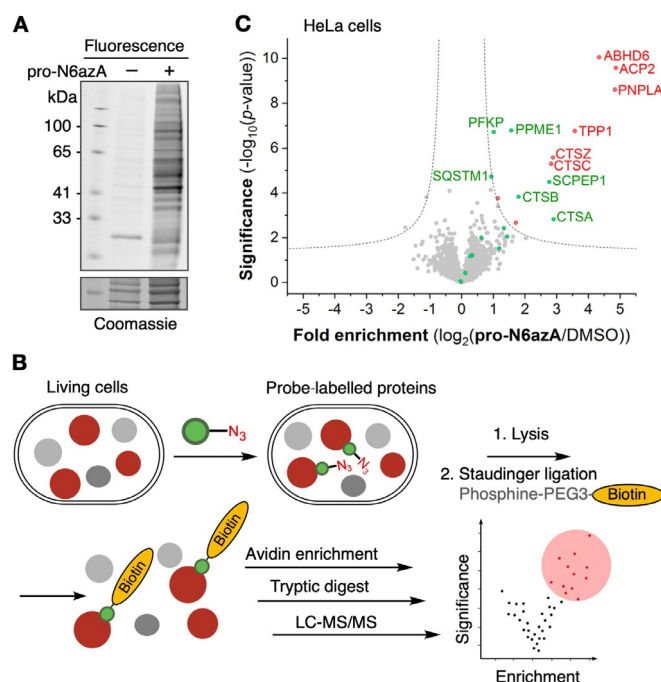 A
Fluorescence
pro-N6azA − +
kDa
100
65
41
33
Coomassie
C
HeLa cells
Significance (-log10(p-value))
10
8
6
4
2
0
ABHD6
ACP2
PNPLA
TPP1
PFKP
PPME1
CTSZ
CTSC
SCPEP1
SQSTM1
CTSB
CTSA
-5 -4 -3 -2 -1 0 1 2 3 4 5
Fold enrichment (log2(pro-N6azA/DMSO))
B
Living cells
N3
Probe-labelled proteins
N3
N3
1. Lysis
2. Staudinger ligation
Phosphine-PEG3-Biotin
Biotin
Biotin
Avidin enrichment
Tryptic digest
LC-MS/MS
Significance
Enrichment